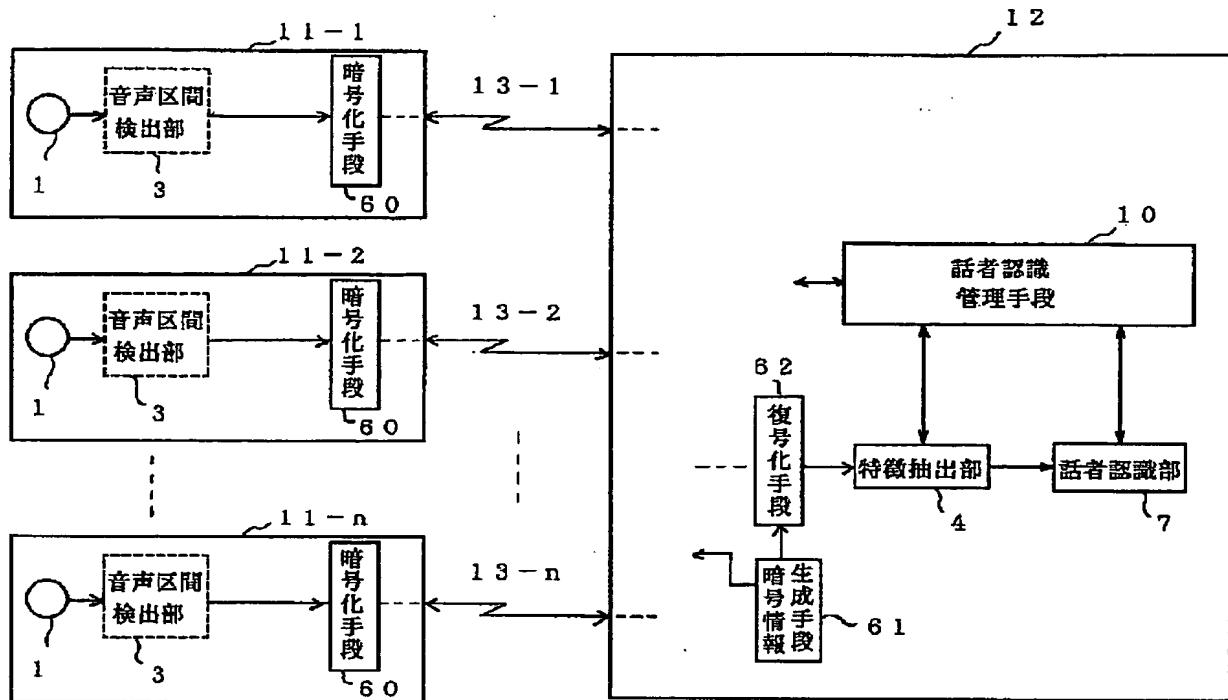 11-1
音声区間
検出部
暗号化手段
1
3
60
13-1
11-2
音声区間
検出部
暗号化手段
1
3
60
13-2
11-n
音声区間
検出部
暗号化手段
1
3
60
13-n
12
10
話者認識
管理手段
62
復号化手段
特徴抽出部
4
話者認識部
7
暗号情報
生成手段
61